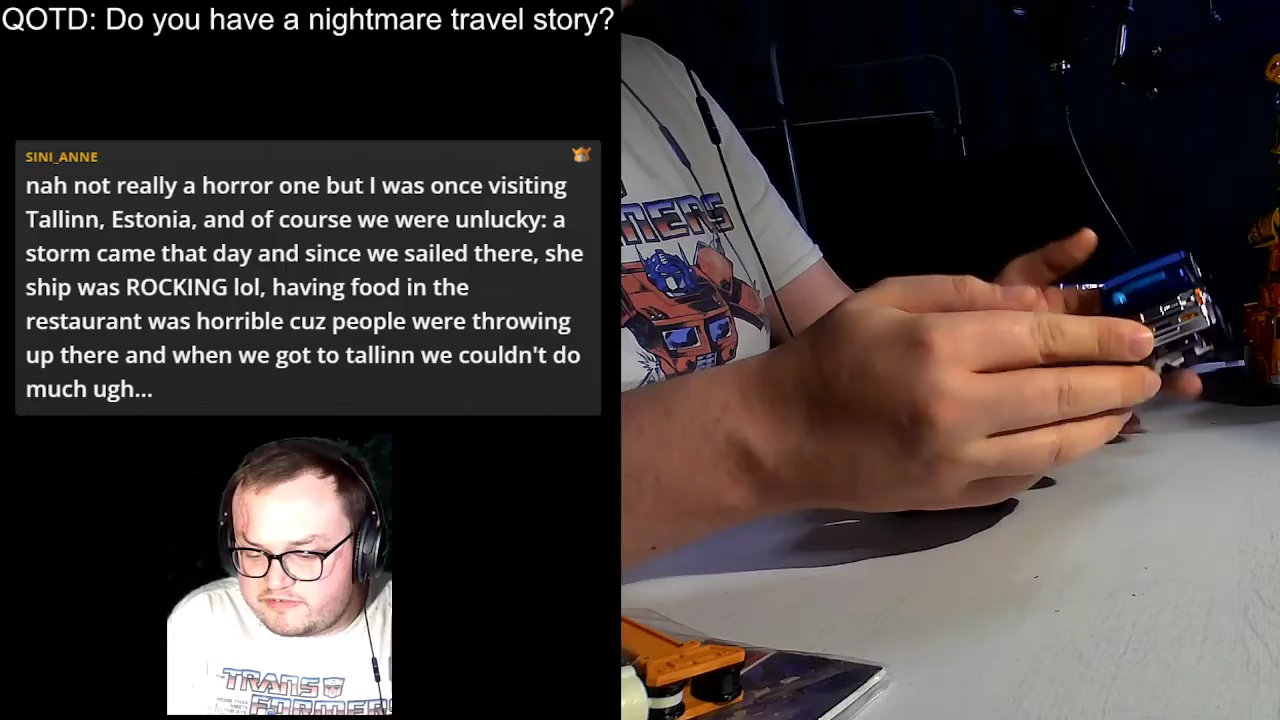 QOTD: Do you have a nightmare travel story?
SINI_ANNE
nah not really a horror one but I was once visiting
Tallinn, Estonia, and of course we were unlucky: a
storm came that day and since we sailed there, she
ship was ROCKING lol, having food in the
restaurant was horrible cuz people were throwing
up there and when we got to tallinn we couldn't do
much ugh...
TRANS
FORMER